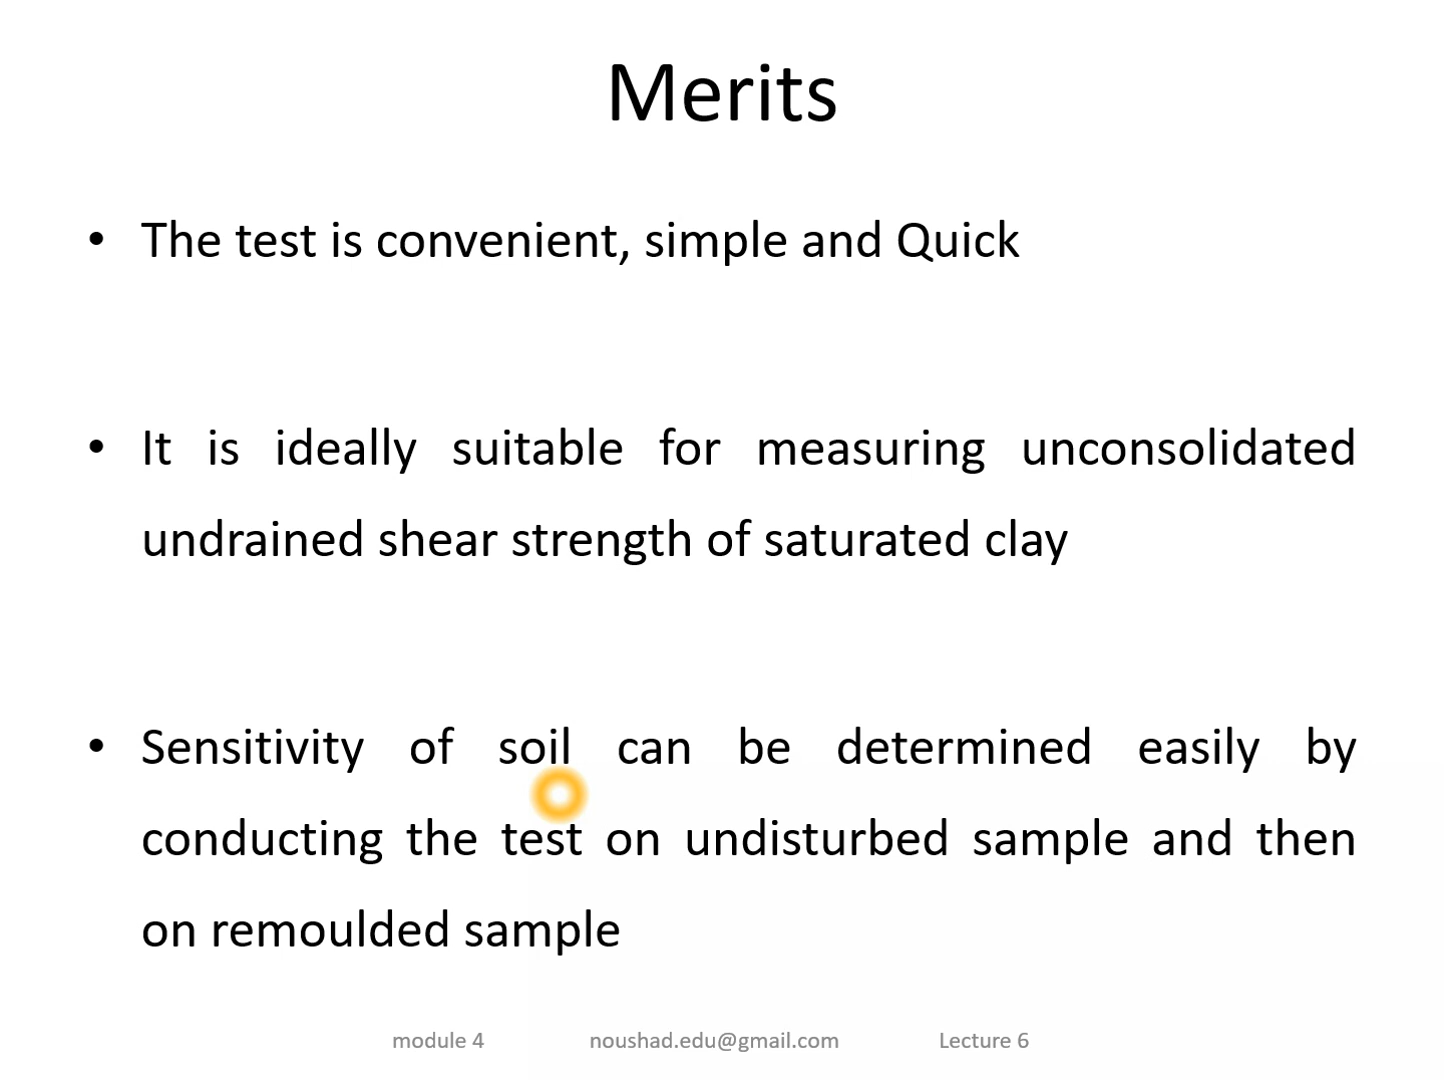 Merits
• The test is convenient, simple and Quick
• It is ideally suitable for measuring unconsolidated
undrained shear strength of saturated clay
• Sensitivity of soil can be determined easily by
conducting the test on undisturbed sample and then
on remoulded sample
module 4 noushad.edu@gmail.com Lecture 6